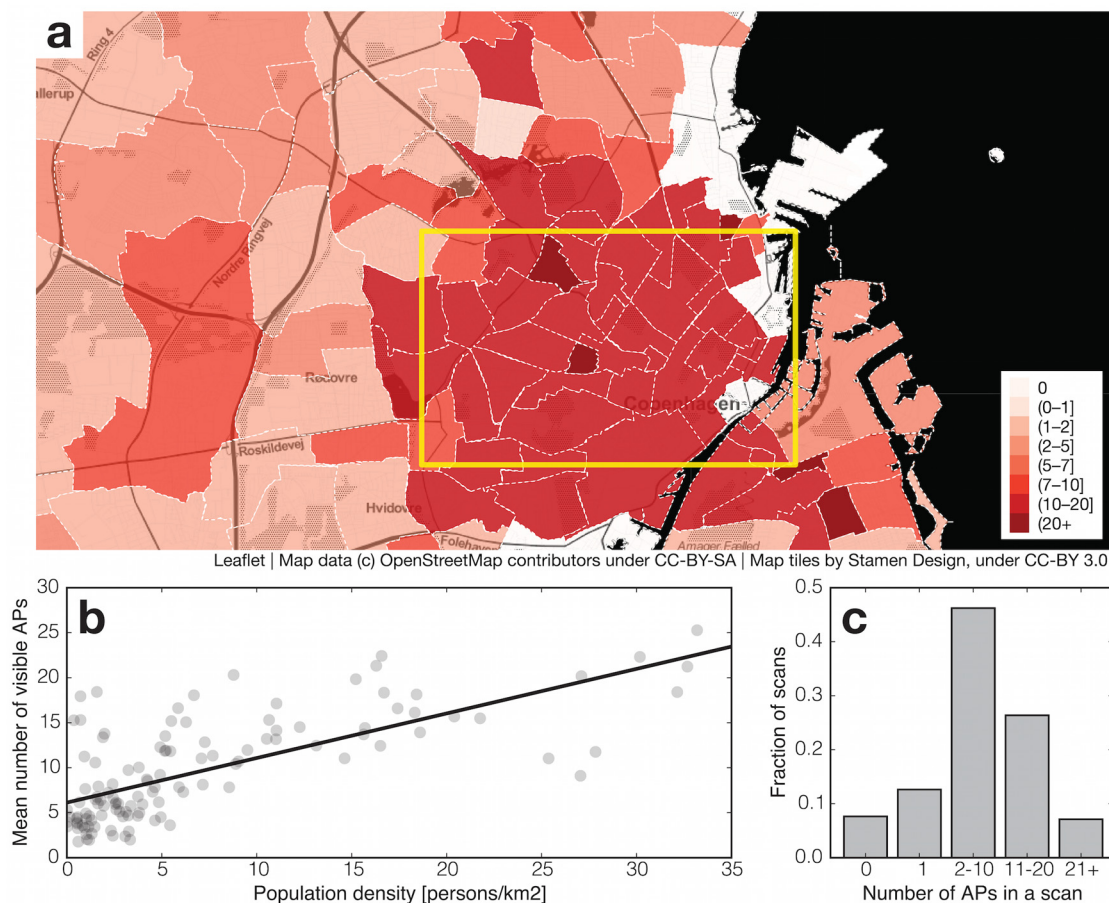 a
Ring 4
allerup
Nordre Ringvej
Rødovre
Roskildevej
Hvidovre
Folehaven
Copenhagen
Amager Fælled
0
(0–1]
(1–2]
(2–5]
(5–7]
(7–10]
(10–20]
(20+
Leaflet | Map data (c) OpenStreetMap contributors under CC-BY-SA | Map tiles by Stamen Design, under CC-BY 3.0
b
Mean number of visible APs
30
25
20
15
10
5
0
0 5 10 15 20 25 30 35
Population density [persons/km2]
c
Fraction of scans
0.5
0.4
0.3
0.2
0.1
0.0
0 1 2-10 11-20 21+
Number of APs in a scan